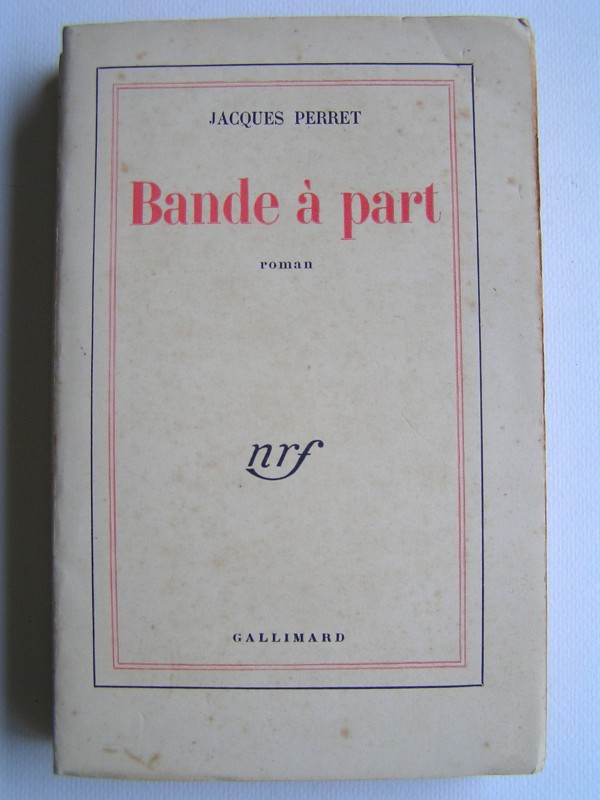 JACQUES PERRET
Bande à part
roman
nrf
GALLIMARD